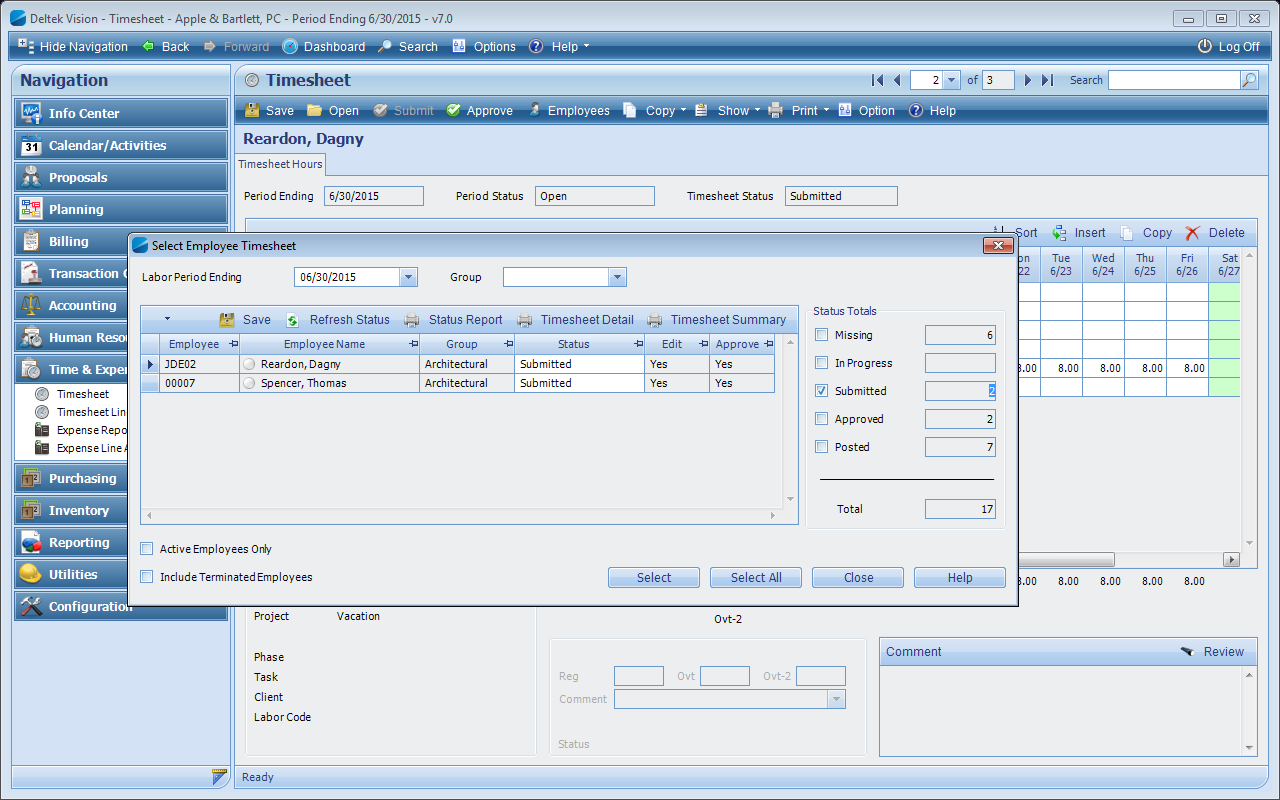 Deltek Vision - Timesheet - Apple & Bartlett, PC - Period Ending 6/30/2015 - v7.0
Hide Navigation Back Forward Dashboard Search Options Help Log Off
Navigation
Info Center
31 Calendar/Activities
Proposals
Planning
Billing
Transaction
Accounting
Human Reso
Time & Expe
Timesheet
Timesheet Lin
Expense Repo
Expense Line A
Purchasing
Inventory
Reporting
Utilities
Configuration
Timesheet 2 of 3 Search
Save Open Submit Approve Employees Copy Show Print Option Help
Reardon, Dagny
Timesheet Hours
Period Ending 6/30/2015 Period Status Open Timesheet Status Submitted
Sort Insert Copy Delete
on Tue Wed Thu Fri Sat
22 6/23 6/24 6/25 6/26 6/27
8.00 8.00 8.00 8.00 8.00
8.00 8.00 8.00 8.00 8.00
Select Employee Timesheet
Labor Period Ending 06/30/2015 Group
Save Refresh Status Status Report Timesheet Detail Timesheet Summary
Employee Employee Name Group Status Edit Approve
JDE02 Reardon, Dagny Architectural Submitted Yes Yes
00007 Spencer, Thomas Architectural Submitted Yes Yes
Status Totals
Missing 6
In Progress
Submitted 2
Approved 2
Posted 7
Total 17
Active Employees Only
Include Terminated Employees
Select Select All Close Help
Project Vacation
Phase
Task
Client
Labor Code
Ovt-2
Reg Ovt Ovt-2
Comment
Status
Comment Review
Ready